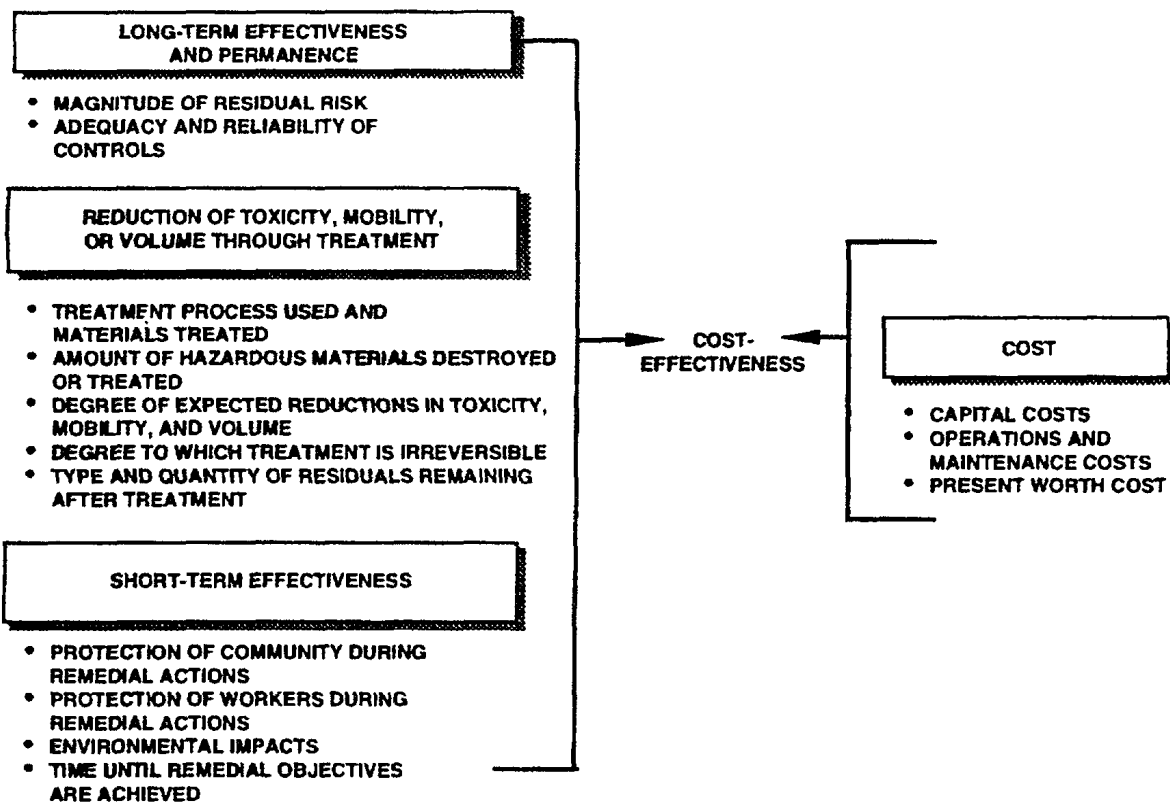 LONG-TERM EFFECTIVENESS
AND PERMANENCE
• MAGNITUDE OF RESIDUAL RISK
• ADEQUACY AND RELIABILITY OF
CONTROLS
REDUCTION OF TOXICITY, MOBILITY,
OR VOLUME THROUGH TREATMENT
• TREATMENT PROCESS USED AND
MATERIALS TREATED
• AMOUNT OF HAZARDOUS MATERIALS DESTROYED
OR TREATED
• DEGREE OF EXPECTED REDUCTIONS IN TOXICITY,
MOBILITY, AND VOLUME
• DEGREE TO WHICH TREATMENT IS IRREVERSIBLE
• TYPE AND QUANTITY OF RESIDUALS REMAINING
AFTER TREATMENT
SHORT-TERM EFFECTIVENESS
• PROTECTION OF COMMUNITY DURING
REMEDIAL ACTIONS
• PROTECTION OF WORKERS DURING
REMEDIAL ACTIONS
• ENVIRONMENTAL IMPACTS
• TIME UNTIL REMEDIAL OBJECTIVES
ARE ACHIEVED
COST-
EFFECTIVENESS
COST
• CAPITAL COSTS
• OPERATIONS AND
MAINTENANCE COSTS
• PRESENT WORTH COST